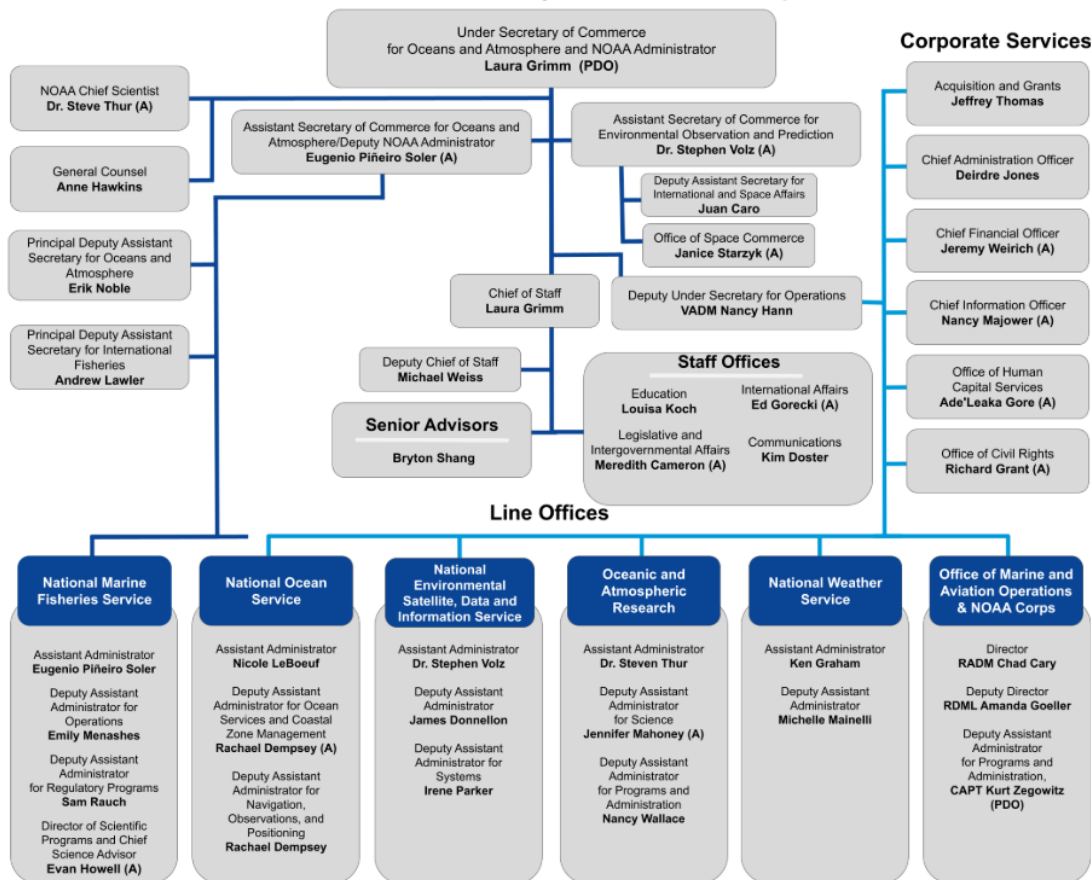 Under Secretary of Commerce
for Oceans and Atmosphere and NOAA Administrator
Laura Grimm (PDO)
Corporate Services
NOAA Chief Scientist
Dr. Steve Thur (A)
General Counsel
Anne Hawkins
Assistant Secretary of Commerce for Oceans and
Atmosphere/Deputy NOAA Administrator
Eugenio Piñeiro Soler (A)
Assistant Secretary of Commerce for
Environmental Observation and Prediction
Dr. Stephen Volz (A)
Deputy Assistant Secretary for
International and Space Affairs
Juan Caro
Office of Space Commerce
Janice Starzyk (A)
Principal Deputy Assistant
Secretary for Oceans and
Atmosphere
Erik Noble
Principal Deputy Assistant
Secretary for International
Fisheries
Andrew Lawler
Chief of Staff
Laura Grimm
Deputy Under Secretary for Operations
VADM Nancy Hann
Deputy Chief of Staff
Michael Weiss
Senior Advisors
Bryton Shang
Staff Offices
Education
Louisa Koch
International Affairs
Ed Gorecki (A)
Legislative and
Intergovernmental Affairs
Meredith Cameron (A)
Communications
Kim Doster
Acquisition and Grants
Jeffrey Thomas
Chief Administration Officer
Deirdre Jones
Chief Financial Officer
Jeremy Weirich (A)
Chief Information Officer
Nancy Majower (A)
Office of Human
Capital Services
Ade'Leaka Gore (A)
Office of Civil Rights
Richard Grant (A)
Line Offices
National Marine
Fisheries Service
Assistant Administrator
Eugenio Piñeiro Soler
Deputy Assistant
Administrator for
Operations
Emily Menashes
Deputy Assistant
Administrator
for Regulatory Programs
Sam Rauch
Director of Scientific
Programs and Chief
Science Advisor
Evan Howell (A)
National Ocean
Service
Assistant Administrator
Nicole LeBoeuf
Deputy Assistant
Administrator for Ocean
Services and Coastal
Zone Management
Rachael Dempsey (A)
Deputy Assistant
Administrator for
Navigation,
Observations, and
Positioning
Rachael Dempsey
National
Environmental
Satellite, Data and
Information Service
Assistant Administrator
Dr. Stephen Volz
Deputy Assistant
Administrator
James Donnellon
Deputy Assistant
Administrator for
Systems
Irene Parker
Oceanic and
Atmospheric
Research
Assistant Administrator
Dr. Steven Thur
Deputy Assistant
Administrator
for Science
Jennifer Mahoney (A)
Deputy Assistant
Administrator
for Programs and
Administration
Nancy Wallace
National Weather
Service
Assistant Administrator
Ken Graham
Deputy Assistant
Administrator
Michelle Mainelli
Office of Marine and
Aviation Operations
& NOAA Corps
Director
RADM Chad Cary
Deputy Director
RDML Amanda Goeller
Deputy Assistant
Administrator
for Programs and
Administration,
CAPT Kurt Zegowitz
(PDO)